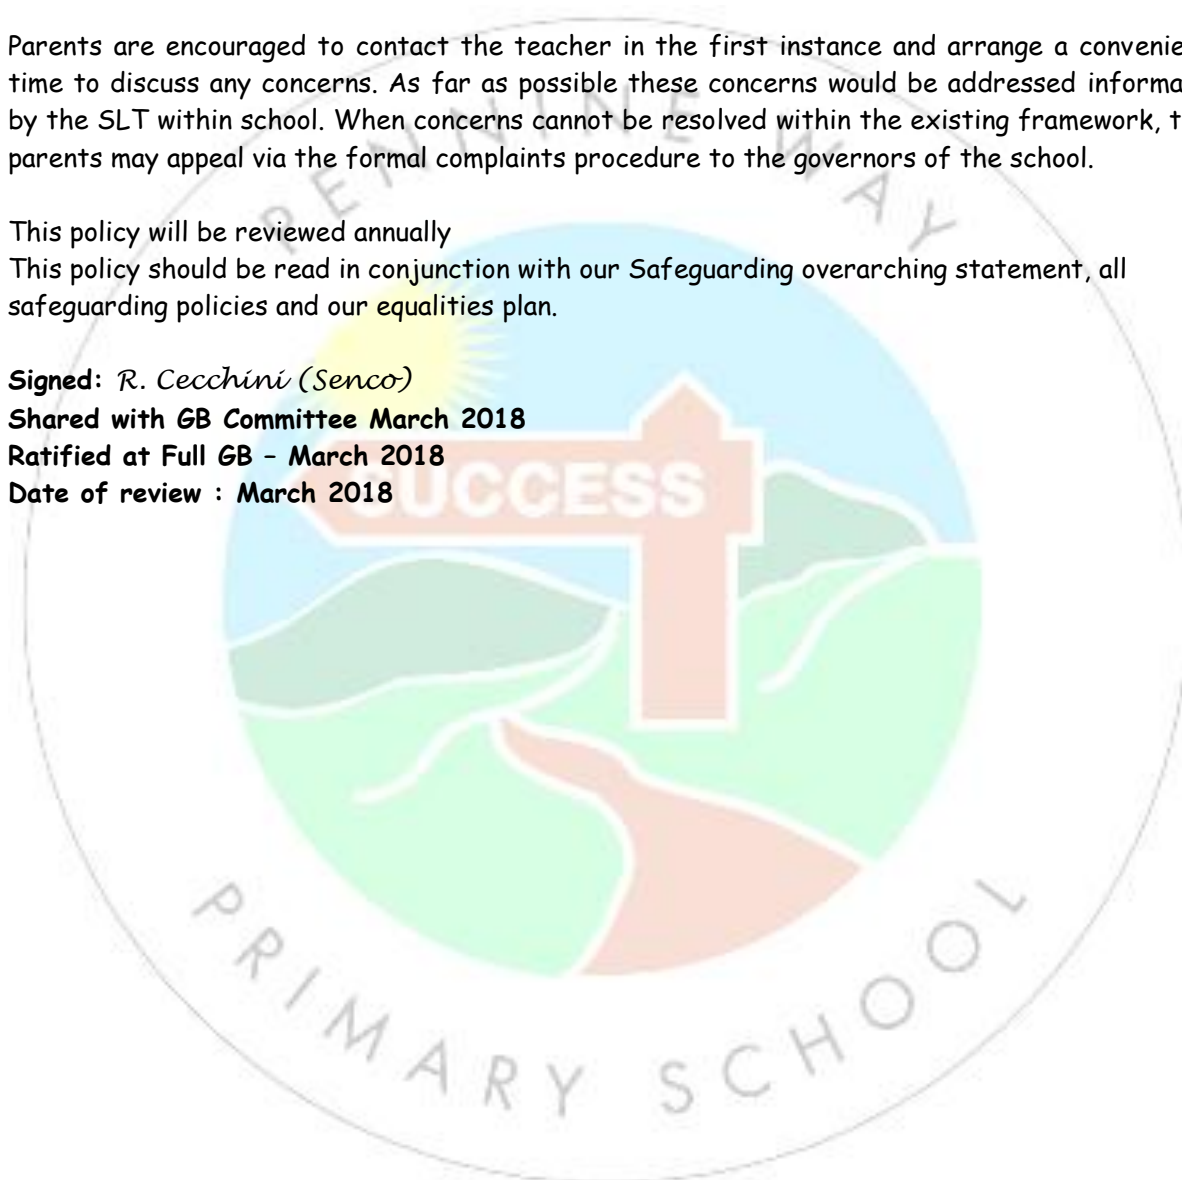 Parents are encouraged to contact the teacher in the first instance and arrange a convenie
time to discuss any concerns. As far as possible these concerns would be addressed informa
by the SLT within school. When concerns cannot be resolved within the existing framework, t
parents may appeal via the formal complaints procedure to the governors of the school.
This policy will be reviewed annually
This policy should be read in conjunction with our Safeguarding overarching statement, all
safeguarding policies and our equalities plan.
Signed: R. Cecchini (Senco)
Shared with GB Committee March 2018
Ratified at Full GB – March 2018
Date of review : March 2018
PENNINE WAY
SUCCESS
PRIMARY SCHOOL